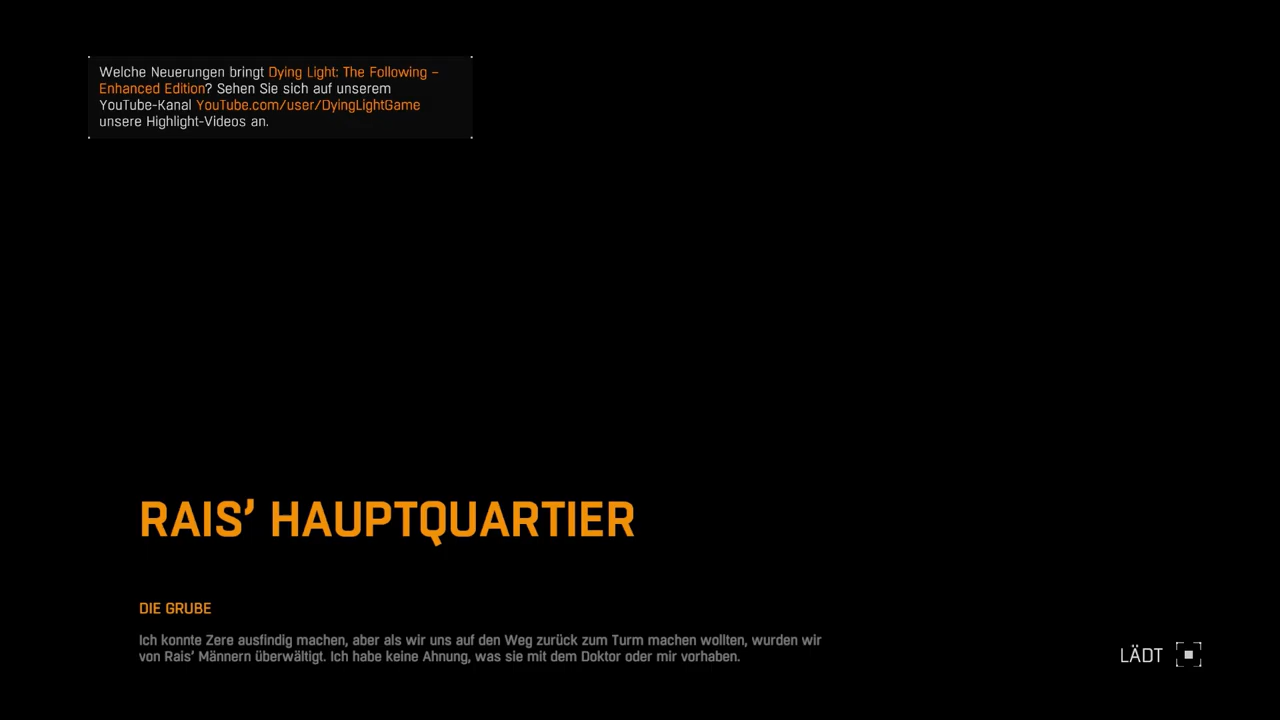 Welche Neuerungen bringt Dying Light: The Following –
Enhanced Edition? Sehen Sie sich auf unserem
YouTube-Kanal YouTube.com/user/DyingLightGame
unsere Highlight-Videos an.
RAIS’ HAUPTQUARTIER
DIE GRUBE
Ich konnte Zere ausfindig machen, aber als wir uns auf den Weg zurück zum Turm machen wollten, wurden wir
von Rais’ Männern überwältigt. Ich habe keine Ahnung, was sie mit dem Doktor oder mir vorhaben.
LÄDT